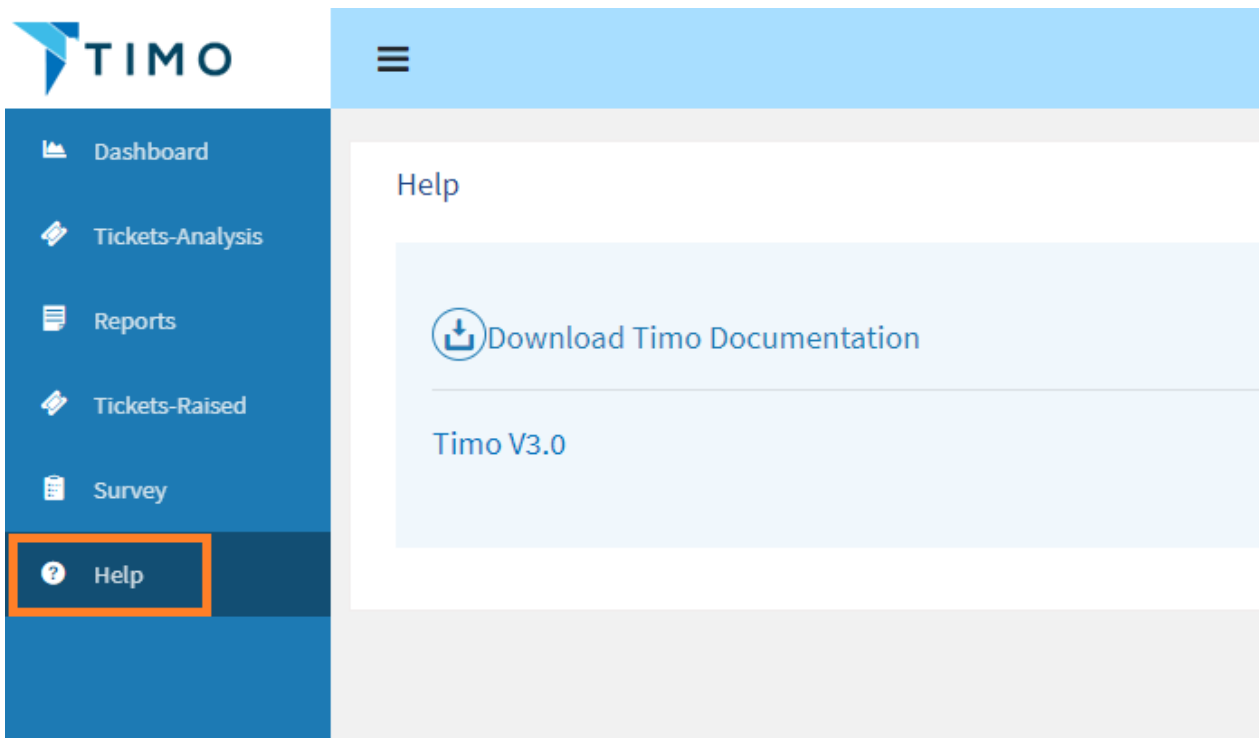 TIMO
Dashboard
Tickets-Analysis
Reports
Tickets-Raised
Survey
Help
Help
Download Timo Documentation
Timo V3.0